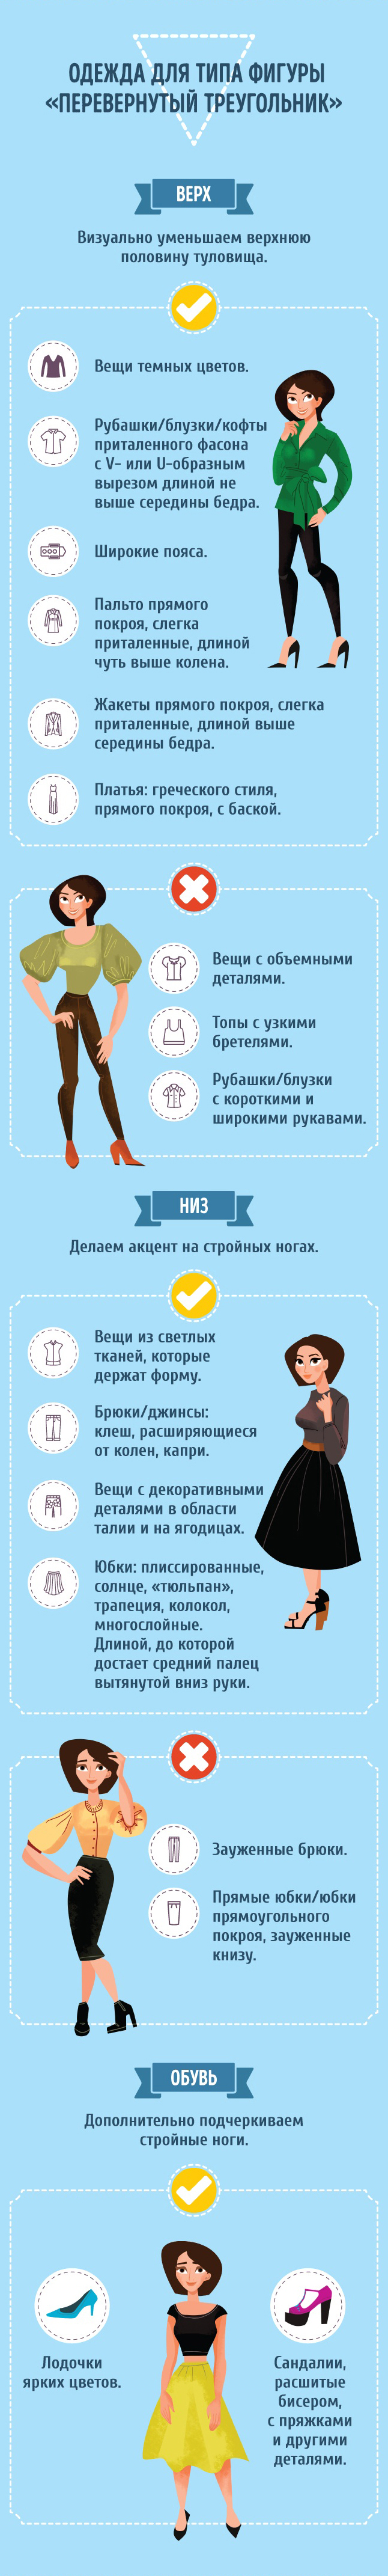 ОДЕЖДА ДЛЯ ТИПА ФИГУРЫ
«ПЕРЕВЕРНУТЫЙ ТРЕУГОЛЬНИК»
ВЕРХ
Визуально уменьшаем верхнюю
половину туловища.
Вещи темных цветов.
Рубашки/блузки/кофты
приталенного фасона
с V- или U-образным
вырезом длиной не
выше середины бедра.
Широкие пояса.
Пальто прямого
покроя, слегка
приталенные, длиной
чуть выше колена.
Жакеты прямого покроя, слегка
приталенные, длиной выше
середины бедра.
Платья: греческого стиля,
прямого покроя, с баской.
Вещи с объемными
деталями.
Топы с узкими
бретелями.
Рубашки/блузки
с короткими и
широкими рукавами.
НИЗ
Делаем акцент на стройных ногах.
Вещи из светлых
тканей, которые
держат форму.
Брюки/джинсы:
клеш, расширяющиеся
от колен, капри.
Вещи с декоративными
деталями в области
талии и на ягодицах.
Юбки: плиссированные,
солнце, «тюльпан»,
трапеция, колокол,
многослойные.
Длиной, до которой
достает средний палец
вытянутой вниз руки.
Зауженные брюки.
Прямые юбки/юбки
прямоугольного
покроя, зауженные
книзу.
ОБУВЬ
Дополнительно подчеркиваем
стройные ноги.
Лодочки
ярких цветов.
Сандалии,
расшитые
бисером,
с пряжками
и другими
деталями.